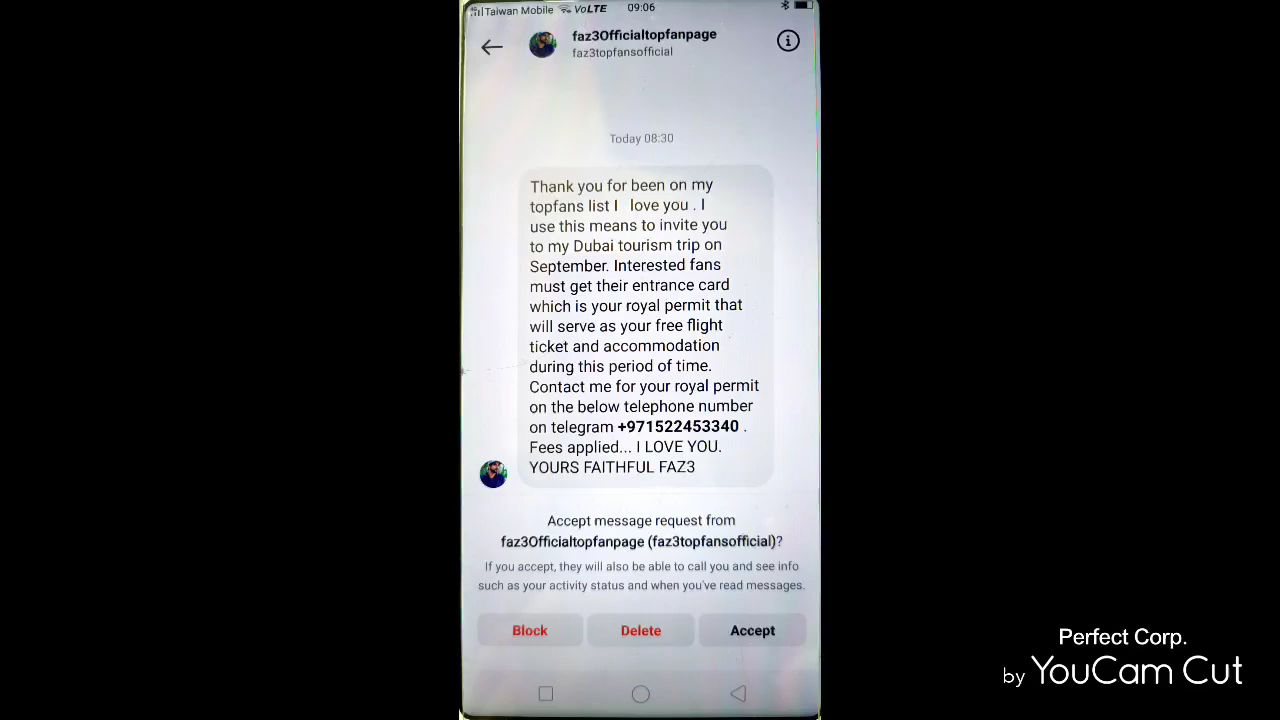 Taiwan Mobile VoLTE 09:06
faz3Officialtopfanpage
faz3topfansofficial
Today 08:30
Thank you for been on my
topfans list I love you . I
use this means to invite you
to my Dubai tourism trip on
September. Interested fans
must get their entrance card
which is your royal permit that
will serve as your free flight
ticket and accommodation
during this period of time.
Contact me for your royal permit
on the below telephone number
on telegram +971522453340 .
Fees applied... I LOVE YOU.
YOURS FAITHFUL FAZ3
Accept message request from
faz3Officialtopfanpage (faz3topfansofficial)?
If you accept, they will also be able to call you and see info
such as your activity status and when you've read messages.
Block Delete Accept
Perfect Corp.
by YouCam Cut